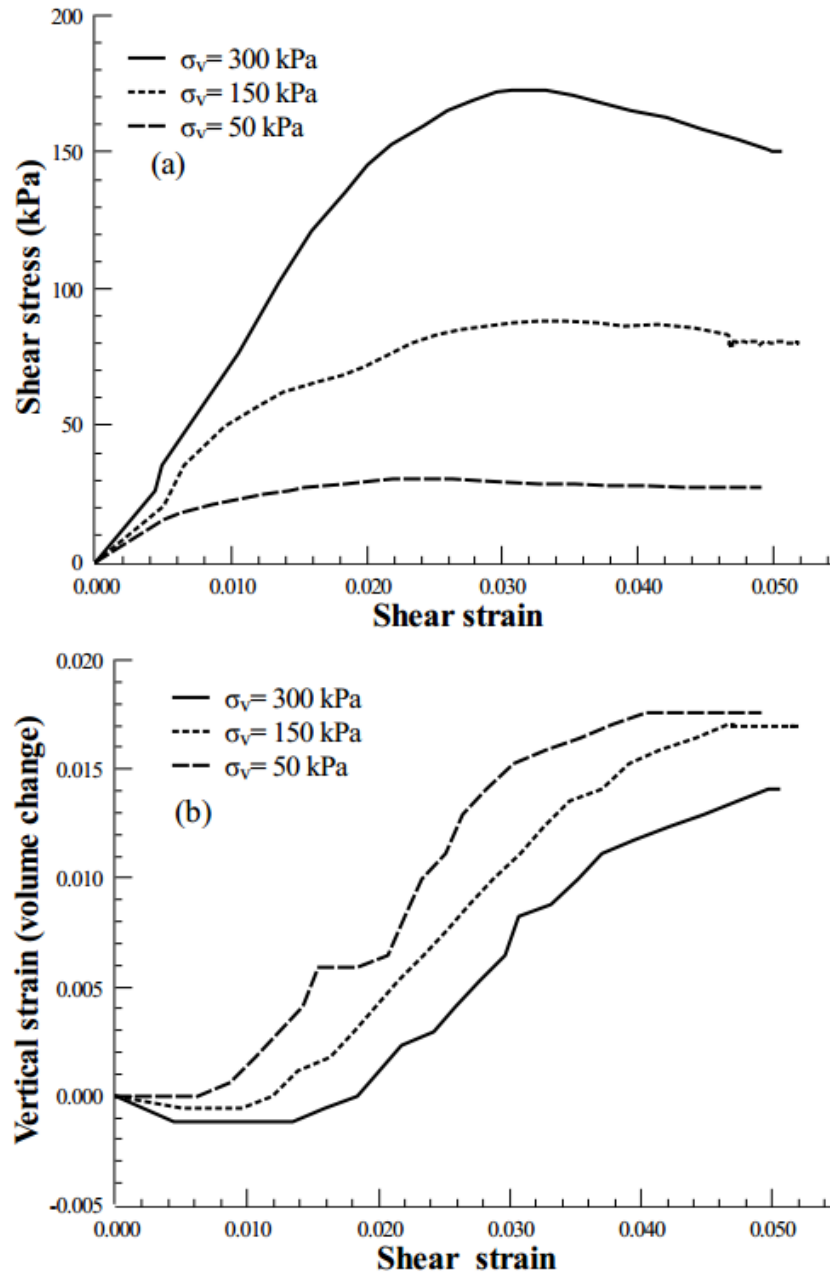 200
σv= 300 kPa
σv= 150 kPa
σv= 50 kPa
150
(a)
Shear stress (kPa)
100
50
0
0.000 0.010 0.020 0.030 0.040 0.050
Shear strain
0.020
σv= 300 kPa
σv= 150 kPa
σv= 50 kPa
0.015
(b)
Vertical strain (volume change)
0.010
0.005
0.000
-0.005
0.000 0.010 0.020 0.030 0.040 0.050
Shear strain